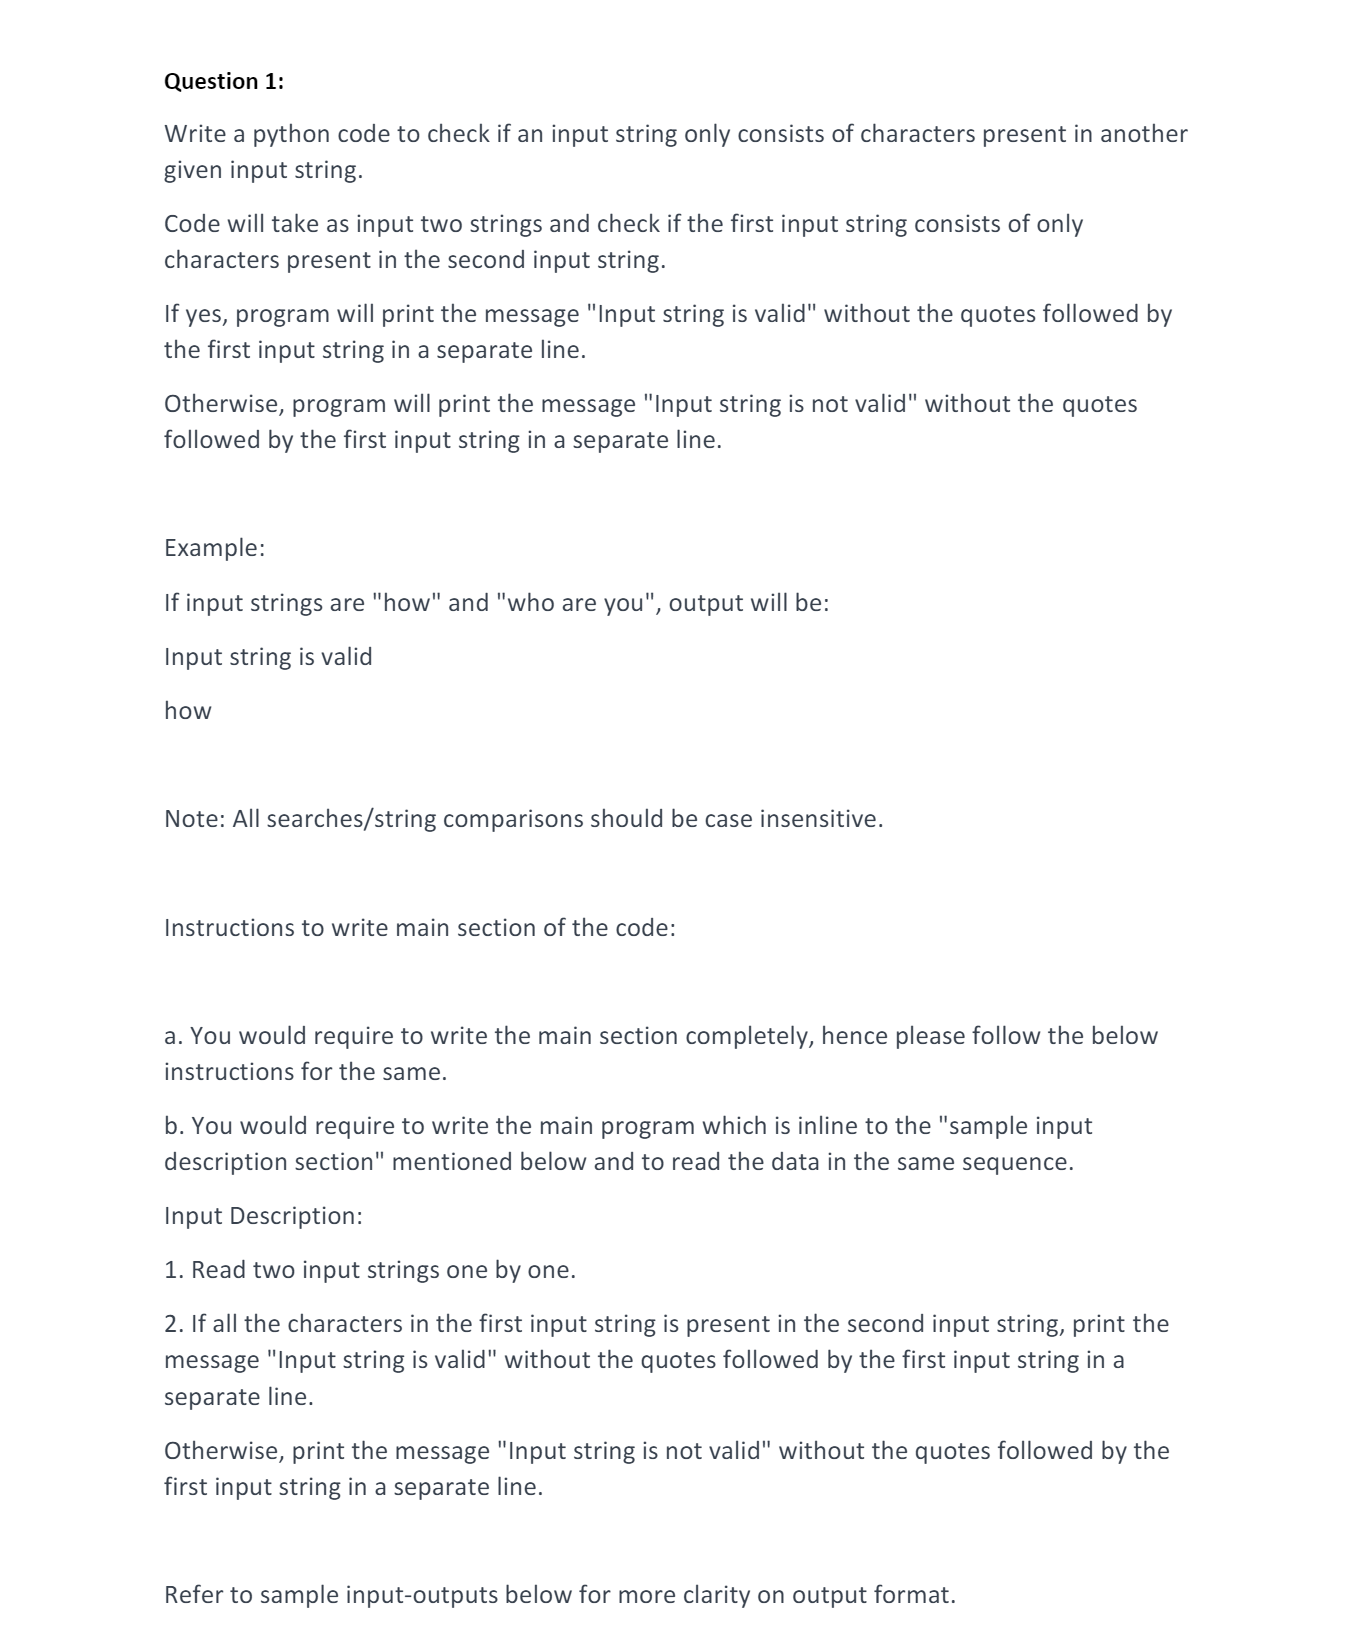 Question 1:
Write a python code to check if an input string only consists of characters present in another
given input string.
Code will take as input two strings and check if the first input string consists of only
characters present in the second input string.
If yes, program will print the message "Input string is valid" without the quotes followed by
the first input string in a separate line.
Otherwise, program will print the message "Input string is not valid" without the quotes
followed by the first input string in a separate line.
Example:
If input strings are "how" and "who are you", output will be:
Input string is valid
how
Note: All searches/string comparisons should be case insensitive.
Instructions to write main section of the code:
a. You would require to write the main section completely, hence please follow the below
instructions for the same.
b. You would require to write the main program which is inline to the "sample input
description section" mentioned below and to read the data in the same sequence.
Input Description:
1. Read two input strings one by one.
2. If all the characters in the first input string is present in the second input string, print the
message "Input string is valid" without the quotes followed by the first input string in a
separate line.
Otherwise, print the message "Input string is not valid" without the quotes followed by the
first input string in a separate line.
Refer to sample input-outputs below for more clarity on output format.